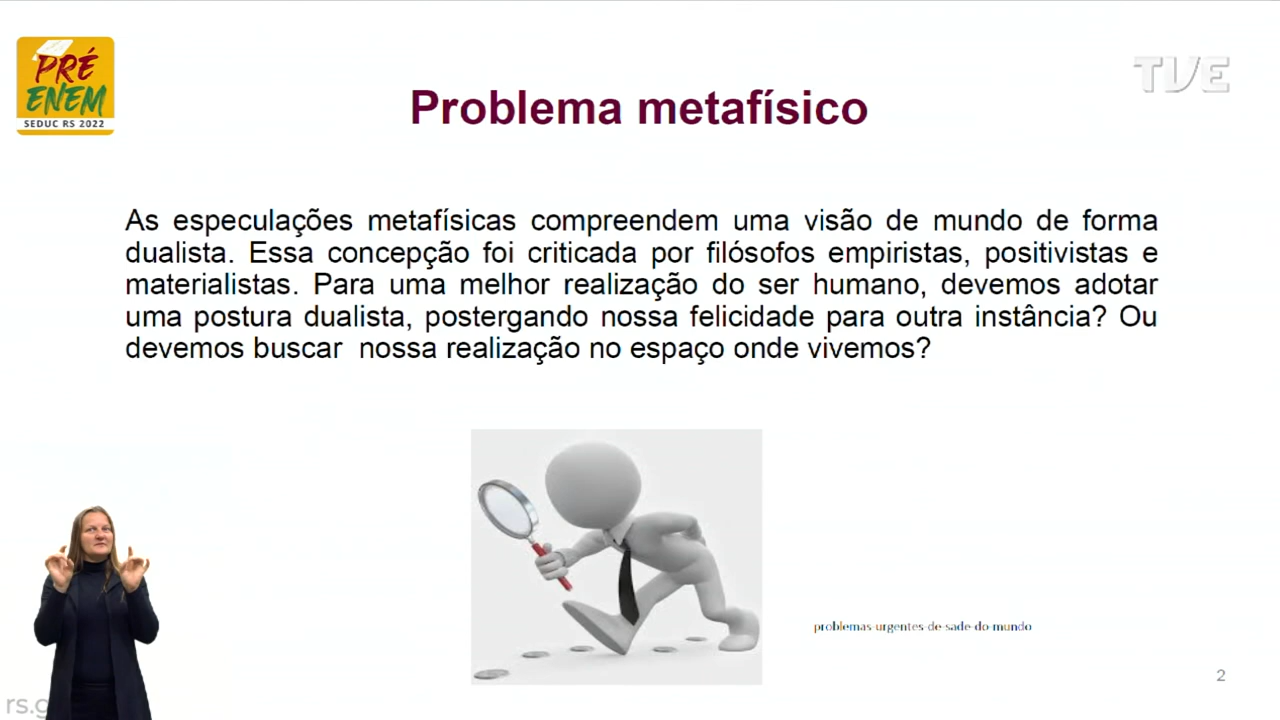 PRÉ
ENEM
SEDUC RS 2022
TVE
Problema metafísico
As especulações metafísicas compreendem uma visão de mundo de forma
dualista. Essa concepção foi criticada por filósofos empiristas, positivistas e
materialistas. Para uma melhor realização do ser humano, devemos adotar
uma postura dualista, postergando nossa felicidade para outra instância? Ou
devemos buscar  nossa realização no espaço onde vivemos?
problemas-urgentes-de-sade-do-mundo
2
rs.g